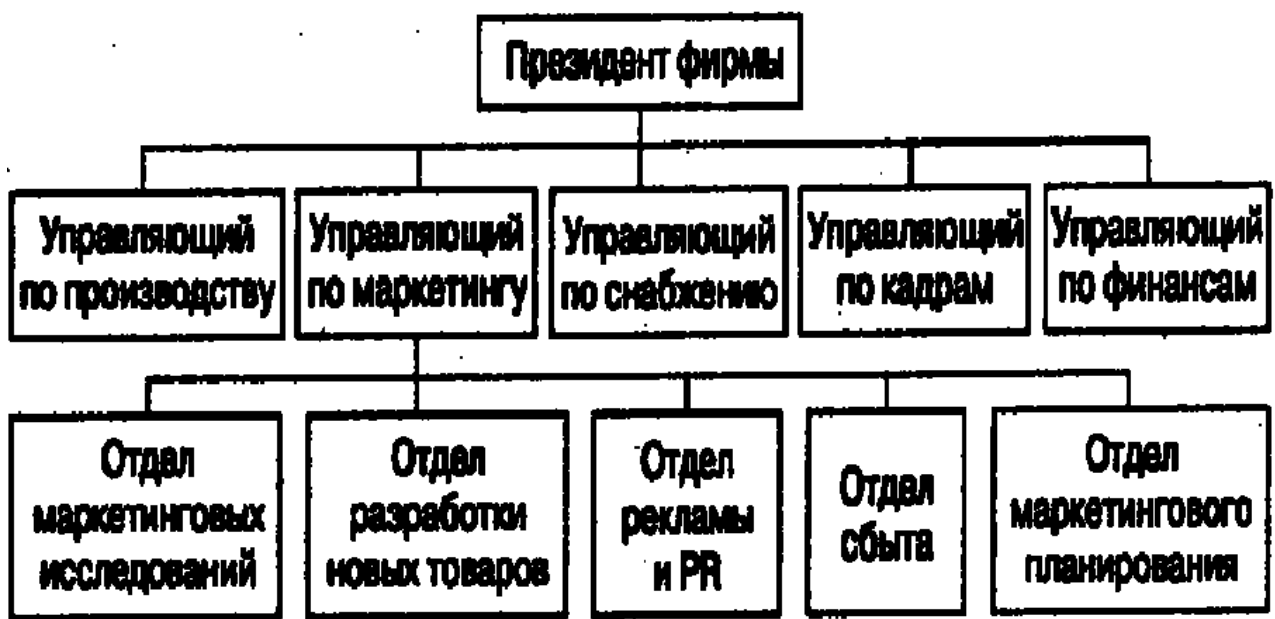 Президент фирмы
Управляющий
по производству
Управляющий
по маркетингу
Управляющий
по снабжению
Управляющий
по кадрам
Управляющий
по финансам
Отдел
маркетинговых
исследований
Отдел
разработки
новых товаров
Отдел
рекламы
и PR
Отдел
сбыта
Отдел
маркетингового
планирования